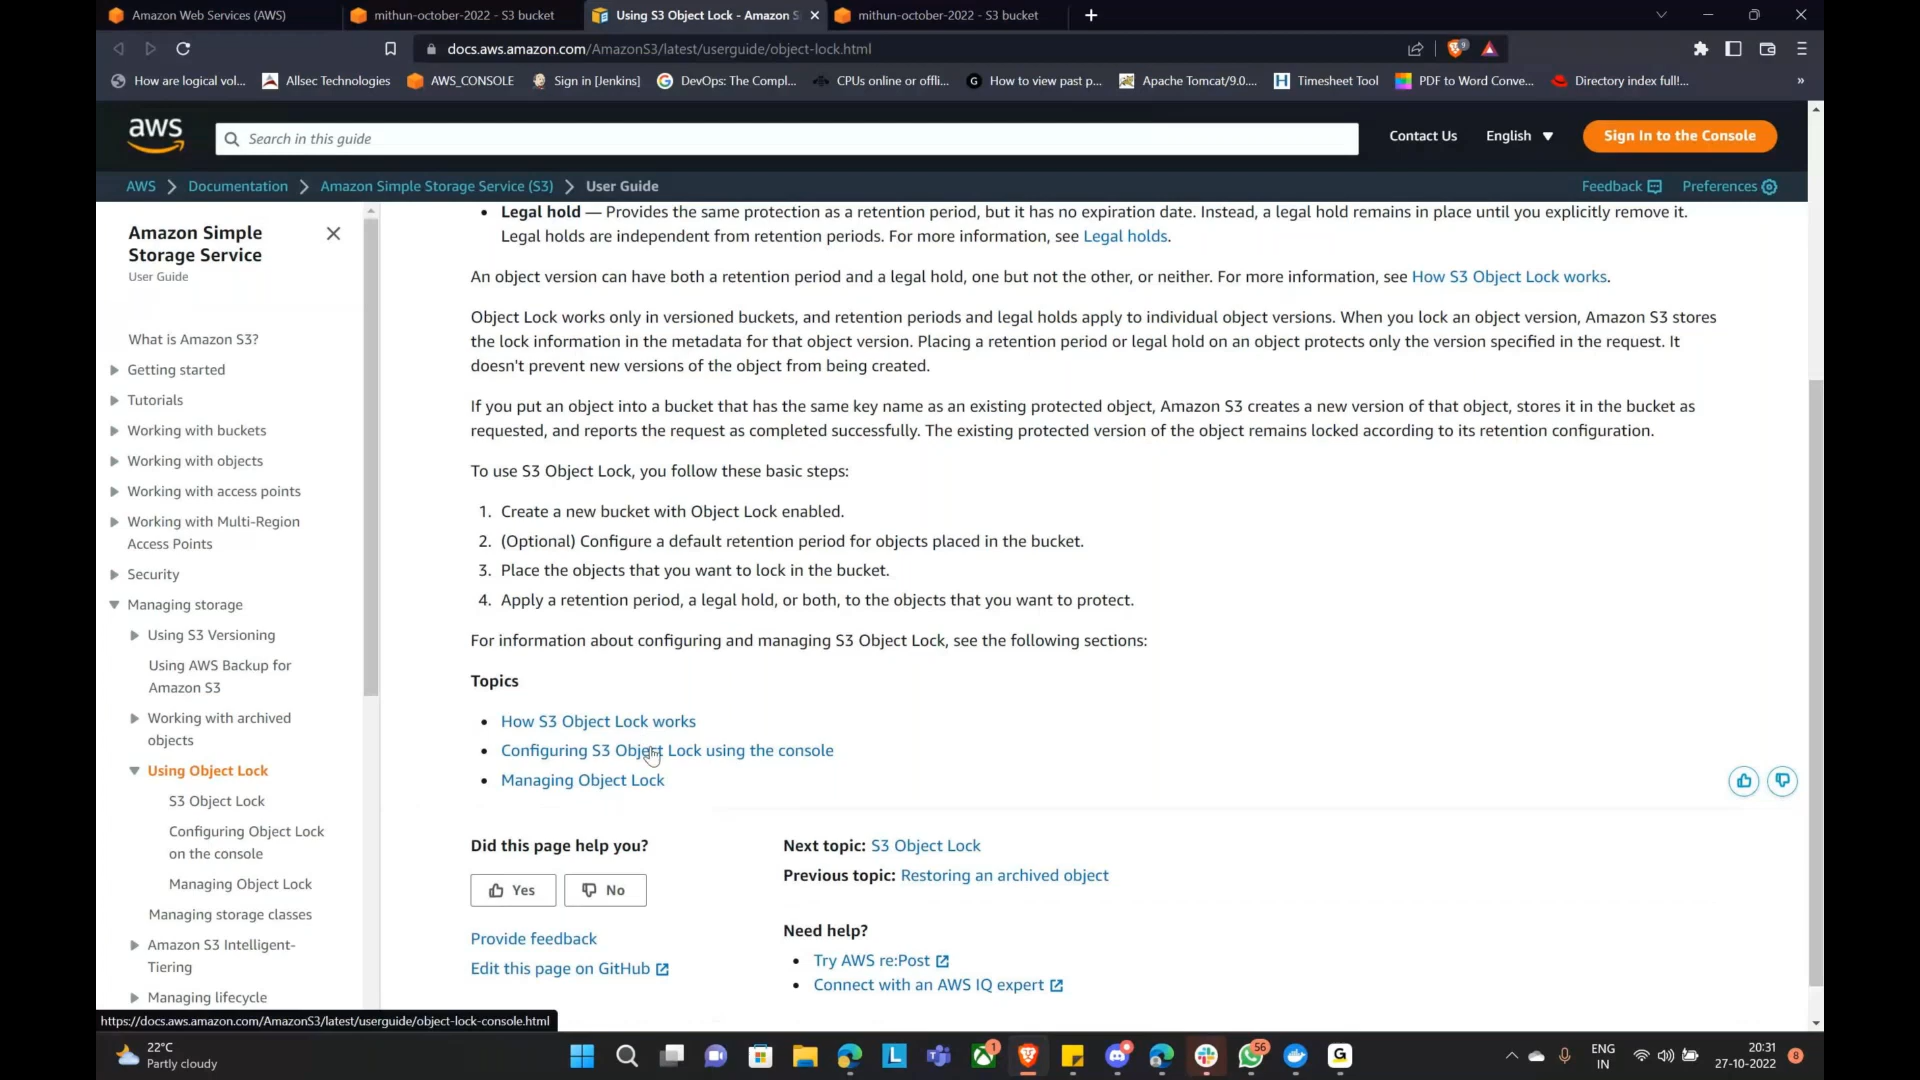 Amazon Web Services (AWS)
mithun-october-2022 - S3 bucket
Using S3 Object Lock - Amazon S
mithun-october-2022 - S3 bucket
docs.aws.amazon.com/AmazonS3/latest/userguide/object-lock.html
9
How are logical vol...
Allsec Technologies
AWS_CONSOLE
Sign in [Jenkins]
DevOps: The Compl...
CPUs online or offli...
How to view past p...
Apache Tomcat/9.0....
Timesheet Tool
PDF to Word Conve...
Directory index full!...
»
aws
Search in this guide
Contact Us
English
Sign In to the Console
AWS
Documentation
Amazon Simple Storage Service (S3)
User Guide
Feedback
Preferences
Amazon Simple
Storage Service
User Guide
What is Amazon S3?
Getting started
Tutorials
Working with buckets
Working with objects
Working with access points
Working with Multi-Region
Access Points
Security
Managing storage
Using S3 Versioning
Using AWS Backup for
Amazon S3
Working with archived
objects
Using Object Lock
S3 Object Lock
Configuring Object Lock
on the console
Managing Object Lock
Managing storage classes
Amazon S3 Intelligent-
Tiering
Managing lifecycle
• Legal hold — Provides the same protection as a retention period, but it has no expiration date. Instead, a legal hold remains in place until you explicitly remove it.
Legal holds are independent from retention periods. For more information, see Legal holds.
An object version can have both a retention period and a legal hold, one but not the other, or neither. For more information, see How S3 Object Lock works.
Object Lock works only in versioned buckets, and retention periods and legal holds apply to individual object versions. When you lock an object version, Amazon S3 stores
the lock information in the metadata for that object version. Placing a retention period or legal hold on an object protects only the version specified in the request. It
doesn't prevent new versions of the object from being created.
If you put an object into a bucket that has the same key name as an existing protected object, Amazon S3 creates a new version of that object, stores it in the bucket as
requested, and reports the request as completed successfully. The existing protected version of the object remains locked according to its retention configuration.
To use S3 Object Lock, you follow these basic steps:
1. Create a new bucket with Object Lock enabled.
2. (Optional) Configure a default retention period for objects placed in the bucket.
3. Place the objects that you want to lock in the bucket.
4. Apply a retention period, a legal hold, or both, to the objects that you want to protect.
For information about configuring and managing S3 Object Lock, see the following sections:
Topics
• How S3 Object Lock works
• Configuring S3 Object Lock using the console
• Managing Object Lock
Did this page help you?
Yes
No
Provide feedback
Edit this page on GitHub
Next topic: S3 Object Lock
Previous topic: Restoring an archived object
Need help?
• Try AWS re:Post
• Connect with an AWS IQ expert
https://docs.aws.amazon.com/AmazonS3/latest/userguide/object-lock-console.html
22°C
Partly cloudy
1
56
ENG
IN
20:31
27-10-2022
8